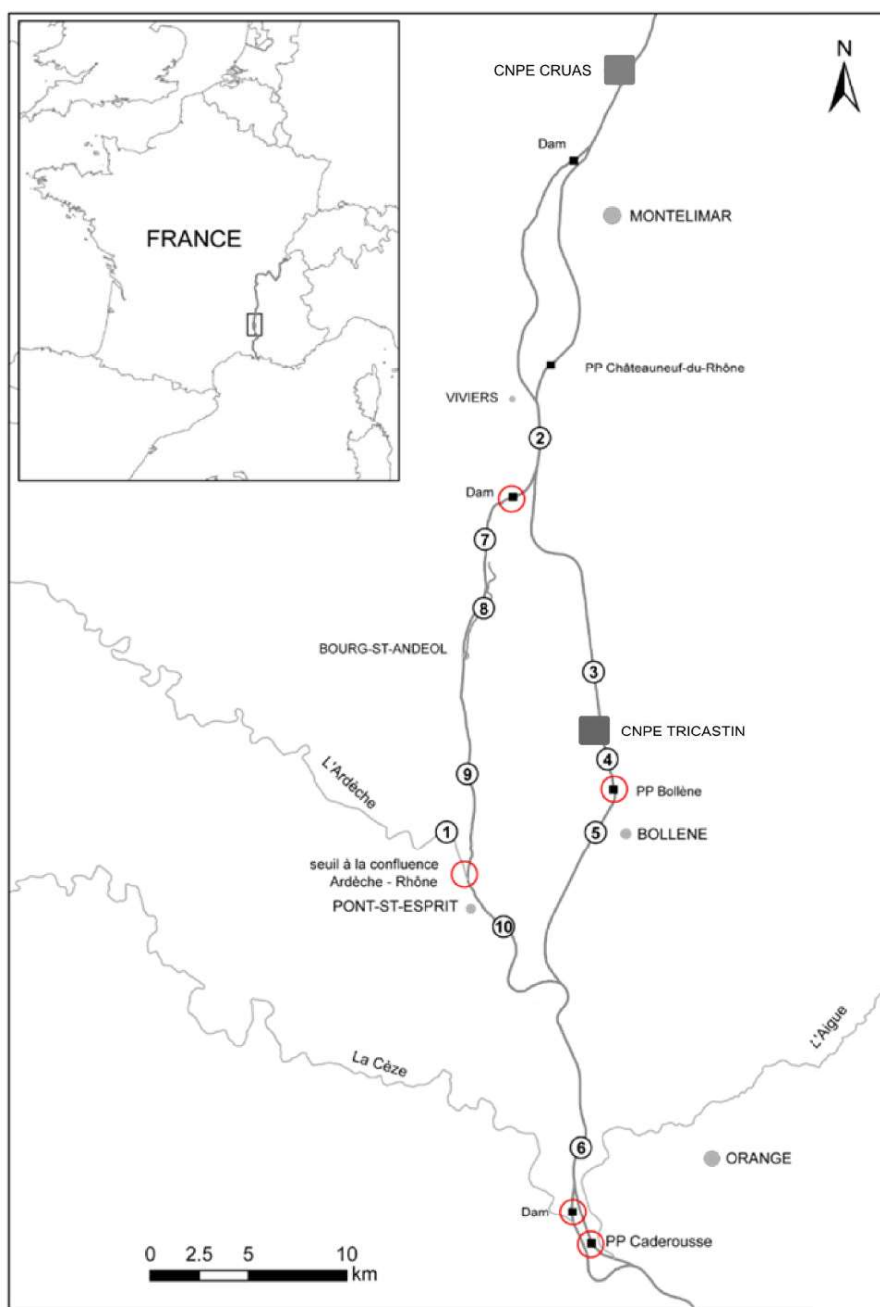 N
CNPE CRUAS
Dam
MONTELIMAR
FRANCE
PP Châteauneuf-du-Rhône
VIVIERS
2
Dam
7
8
BOURG-ST-ANDEOL
3
CNPE TRICASTIN
4
9
L'Ardèche
PP Bollène
1
5
BOLLENE
seuil à la confluence
Ardèche - Rhône
PONT-ST-ESPRIT
10
L'Aigue
La Cèze
6
ORANGE
Dam
PP Caderousse
0 2.5 5 10
km